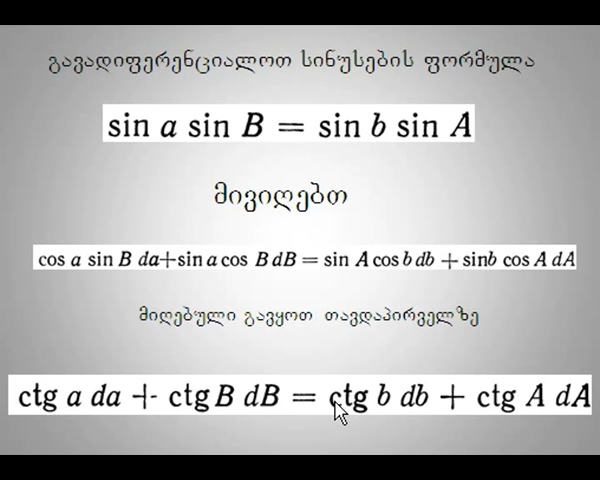 გავადიფერენციალოთ სინუსების ფორმულა
sin a sin B = sin b sin A
მივიღებთ
cos a sin B da+sin a cos B dB = sin A cos b db + sinb cos A dA
მიღებული გავყოთ თავდაპირველზე
ctg a da + ctg B dB = ctg b db + ctg A dA